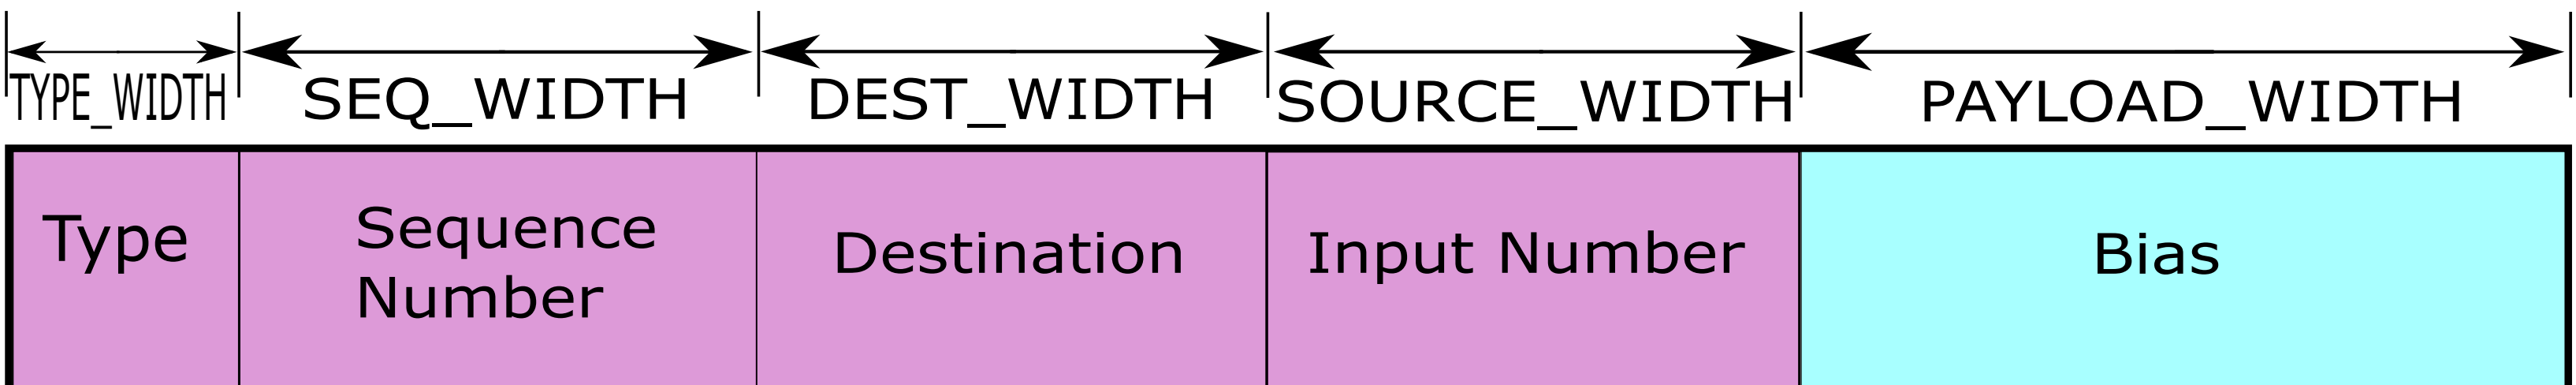 TYPE_WIDTH SEQ_WIDTH DEST_WIDTH SOURCE_WIDTH PAYLOAD_WIDTH
Type Sequence Number Destination Input Number Bias